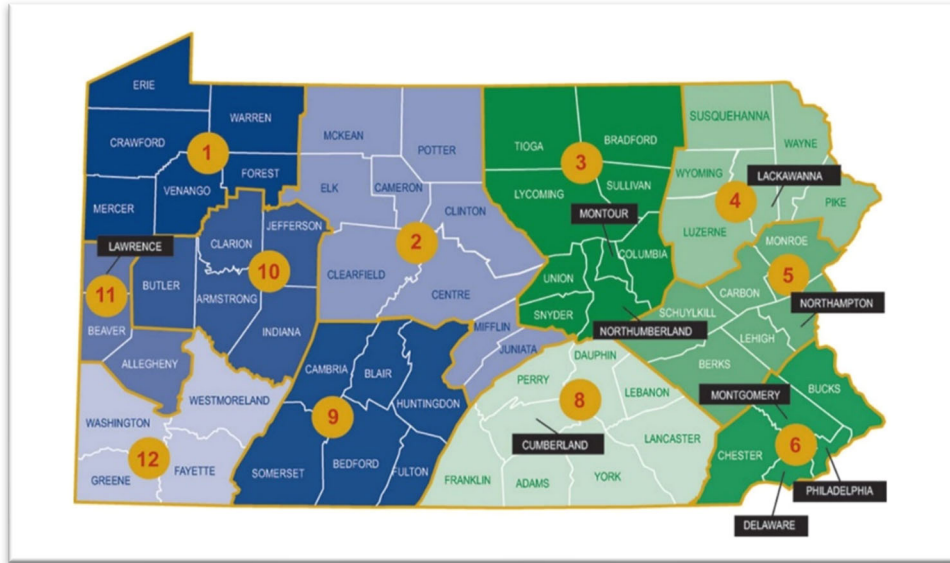 ERIE
WARREN
CRAWFORD
1
FOREST
VENANGO
MERCER
MCKEAN
POTTER
ELK
CAMERON
CLINTON
2
CLEARFIELD
CENTRE
MIFFLIN
JUNIATA
TIOGA
BRADFORD
3
LYCOMING
SULLIVAN
MONTOUR
COLUMBIA
UNION
SNYDER
NORTHUMBERLAND
SUSQUEHANNA
WAYNE
WYOMING
LACKAWANNA
4
PIKE
LUZERNE
MONROE
5
CARBON
NORTHAMPTON
SCHUYLKILL
LEHIGH
BERKS
MONTGOMERY
BUCKS
6
CHESTER
PHILADELPHIA
DELAWARE
DAUPHIN
PERRY
LEBANON
8
CUMBERLAND
LANCASTER
FRANKLIN
ADAMS
YORK
CAMBRIA
BLAIR
HUNTINGDON
9
SOMERSET
BEDFORD
FULTON
JEFFERSON
CLARION
10
ARMSTRONG
INDIANA
LAWRENCE
11
BUTLER
BEAVER
ALLEGHENY
WESTMORELAND
WASHINGTON
12
GREENE
FAYETTE